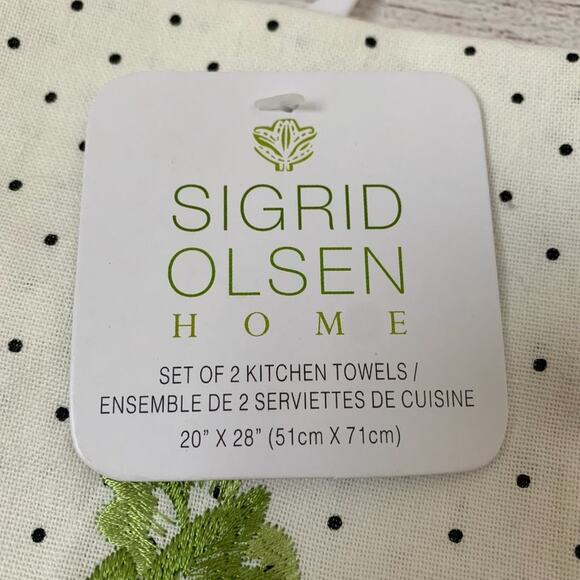 SIGRID
OLSEN
HOME
SET OF 2 KITCHEN TOWELS /
ENSEMBLE DE 2 SERVIETTES DE CUISINE
20” X 28” (51cm X 71cm)